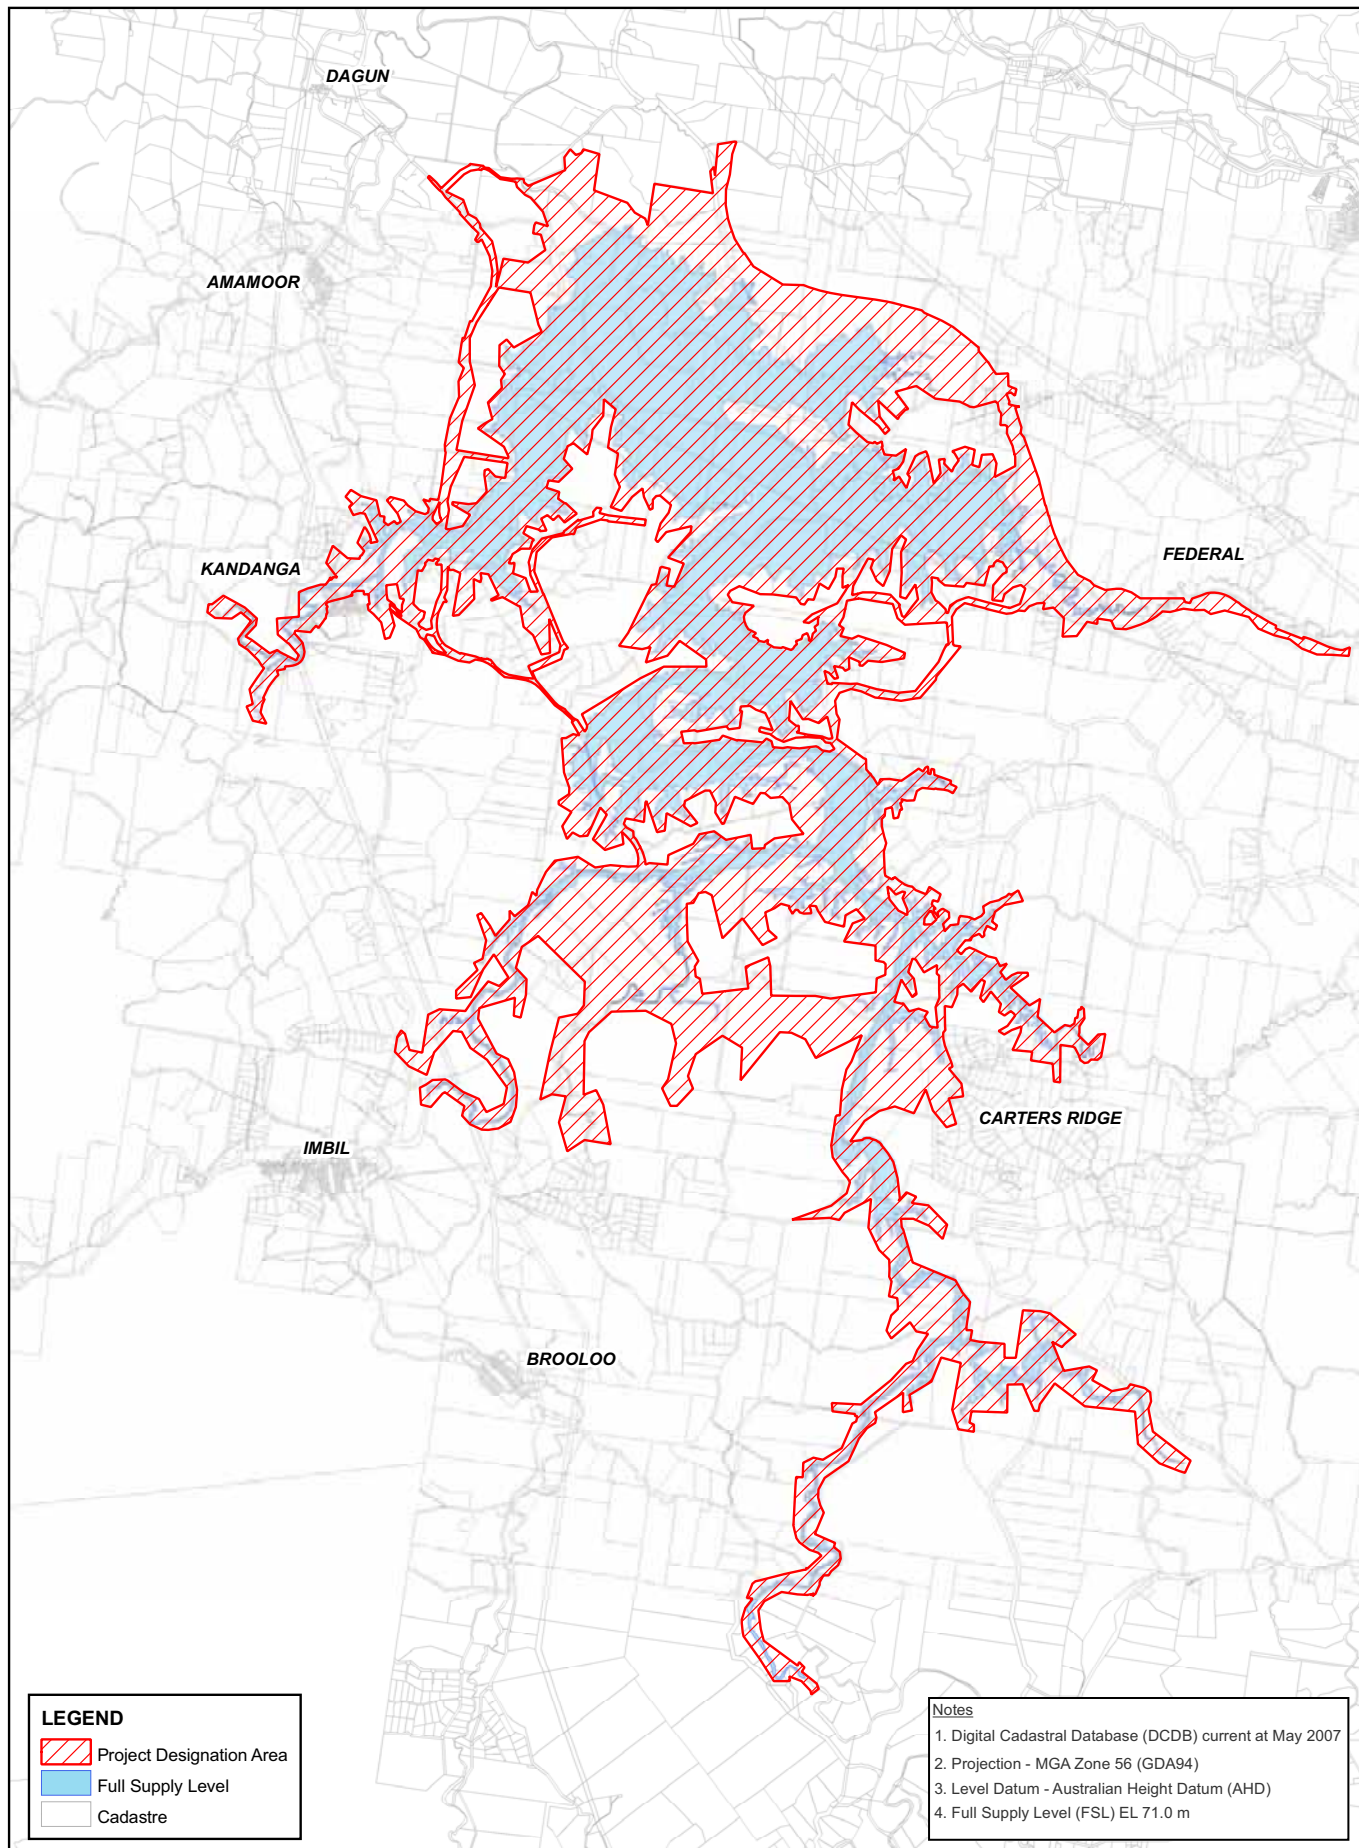 DAGUN
AMAMOOR
FEDERAL
KANDANGA
CARTERS RIDGE
IMBIL
BROOLOO
LEGEND
Project Designation Area
Full Supply Level
Cadastre
Notes
1. Digital Cadastral Database (DCDB) current at May 2007
2. Projection - MGA Zone 56 (GDA94)
3. Level Datum - Australian Height Datum (AHD)
4. Full Supply Level (FSL) EL 71.0 m